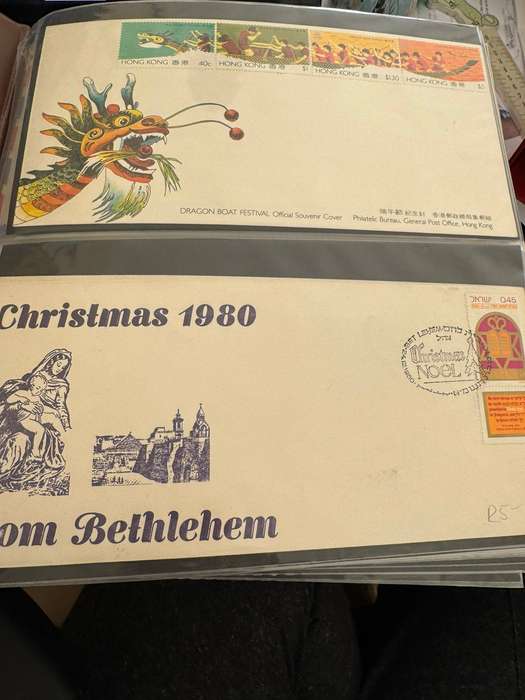 HONG KONG 香港 40c
HONG KONG 香港 $1
HONG KONG 香港 $1.30
HONG KONG 香港
DRAGON BOAT FESTIVAL Official Souvenir Cover
端午節 紀念封 香港郵政總局集郵組
Philatelic Bureau, General Post Office, Hong Kong
Christmas 1980
ישראל 0.45
Christmas
NOEL
om Bethlehem
R5-